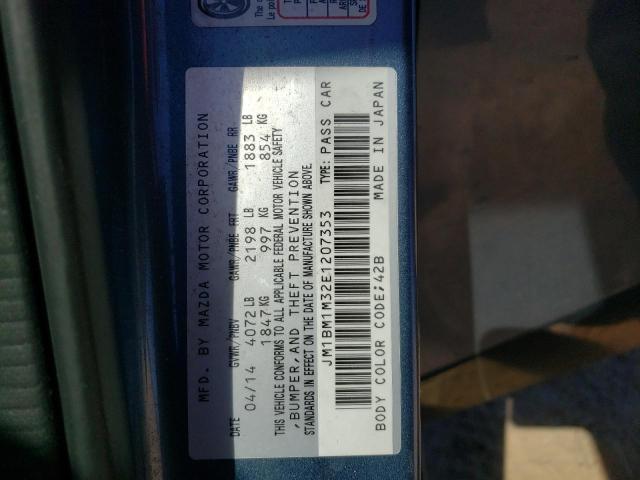 MFD. BY MAZDA MOTOR CORPORATION
DATE GVWR/PNBV GAWR/PNBE FRT GAWR/PNBE RR
04/14 4072 LB 2198 LB 1883 LB
1847 KG 997 KG 854 KG
THIS VEHICLE CONFORMS TO ALL APPLICABLE FEDERAL MOTOR VEHICLE SAFETY
,BUMPER,AND THEFT PREVENTION
STANDARDS IN EFFECT ON THE DATE OF MANUFACTURE SHOWN ABOVE.
JM1BM1M32E1207353 TYPE: PASS CAR
BODY COLOR CODE;42B MADE IN JAPAN